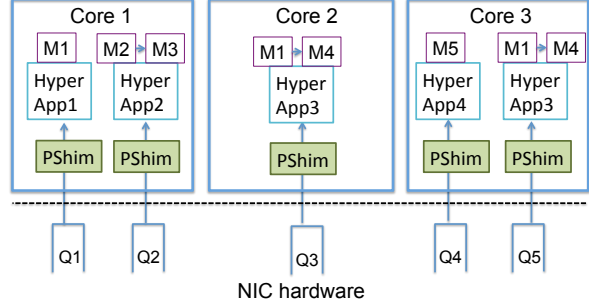 Core 1
Core 2
Core 3
M1
M2
M3
M1
M4
M5
M1
M4
Hyper
App1
Hyper
App2
Hyper
App3
Hyper
App4
Hyper
App3
PShim
PShim
PShim
PShim
PShim
Q1
Q2
Q3
Q4
Q5
NIC hardware